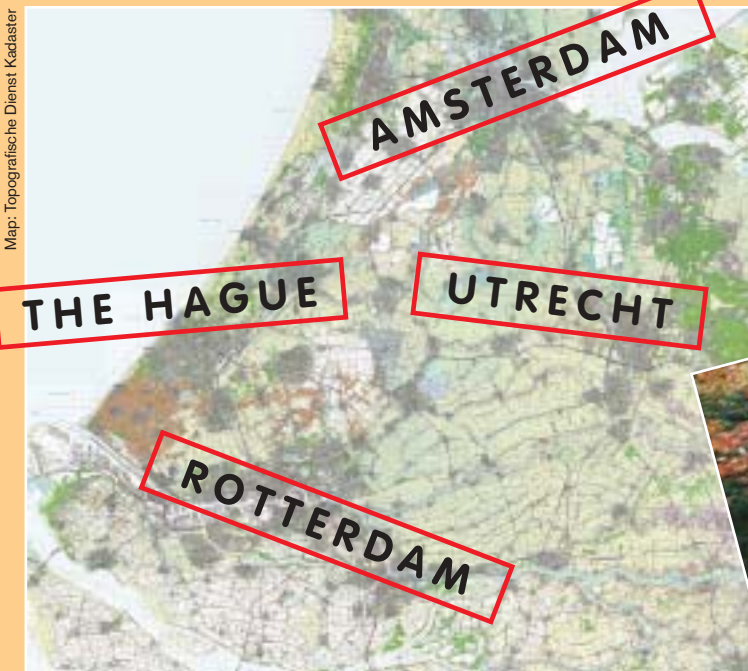 Map: Topografische Dienst Kadaster
AMSTERDAM
THE HAGUE
UTRECHT
ROTTERDAM